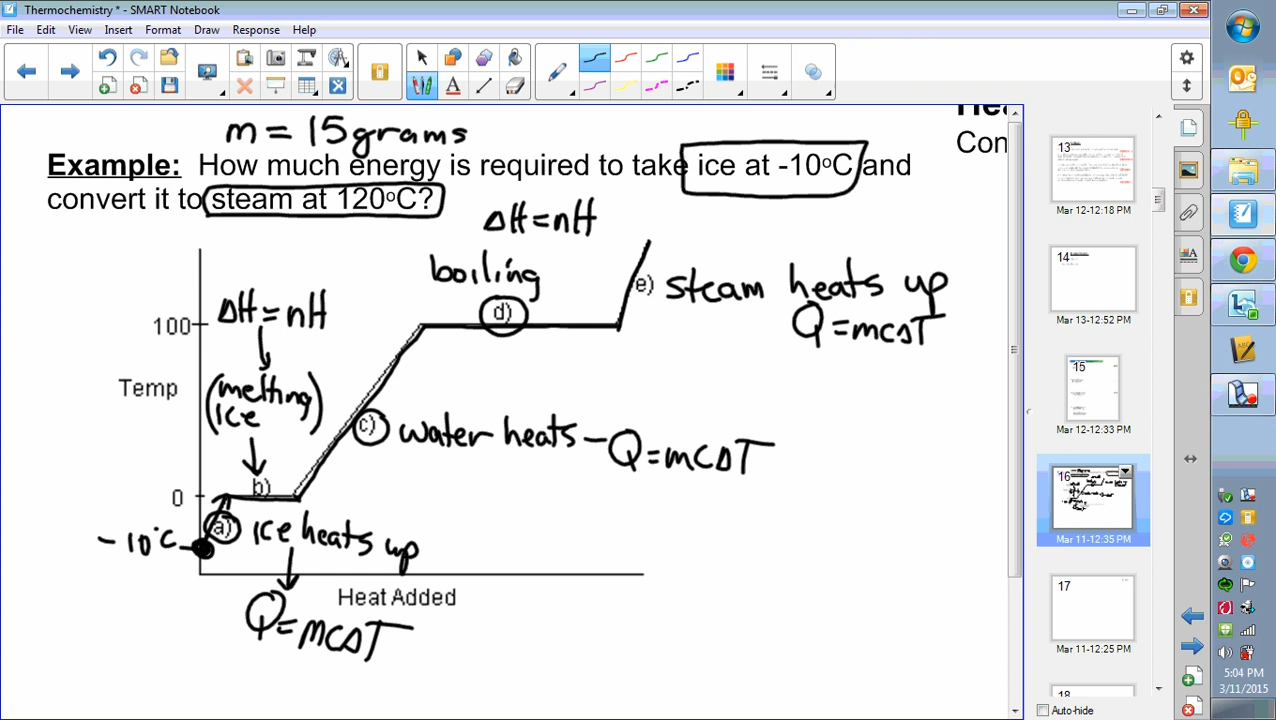 Thermochemistry * - SMART Notebook
File Edit View Insert Format Draw Response Help
m = 15 grams
Example: How much energy is required to take ice at -10°C and
convert it to steam at 120°C?
ΔH = nH
boiling
d)
e) steam heats up
Q = mcΔT
ΔH = nH
100
Temp
(melting
ice)
c) water heats – Q = mcΔT
b)
0
-10°C
a) ice heats up
Heat Added
Q = mcΔT
Con
13
Mar 12-12:18 PM
14
Mar 13-12:52 PM
15
Mar 12-12:33 PM
16
Mar 11-12:35 PM
17
Mar 11-12:25 PM
Auto-hide
5:04 PM
3/11/2015